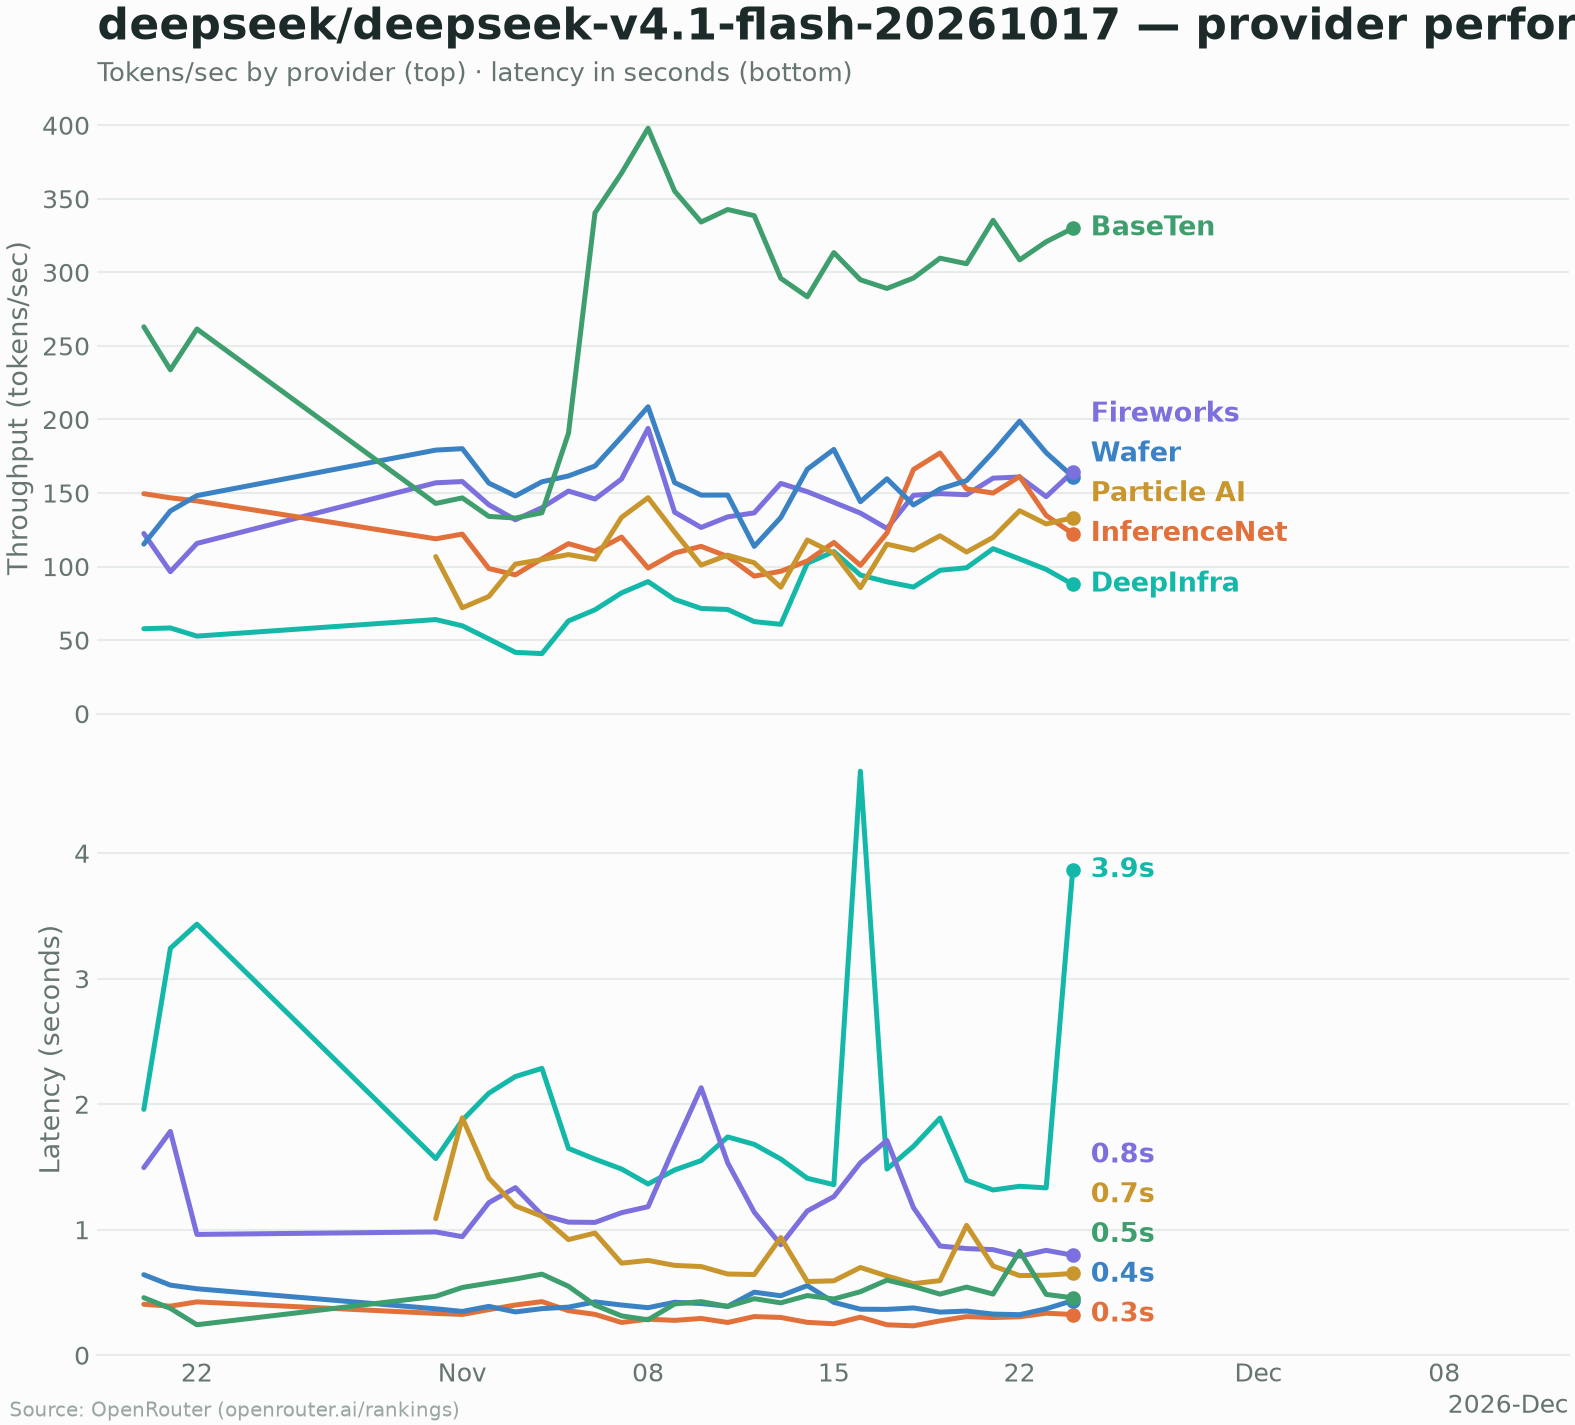 deepseek/deepseek-v4.1-flash-20261017 — provider perfor
Tokens/sec by provider (top) · latency in seconds (bottom)
Throughput (tokens/sec)
400
350
300
250
200
150
100
50
0
BaseTen
Fireworks
Wafer
Particle AI
InferenceNet
DeepInfra
Latency (seconds)
4
3
2
1
0
3.9s
0.8s
0.7s
0.5s
0.4s
0.3s
22
Nov
08
15
22
Dec
08
2026-Dec
Source: OpenRouter (openrouter.ai/rankings)